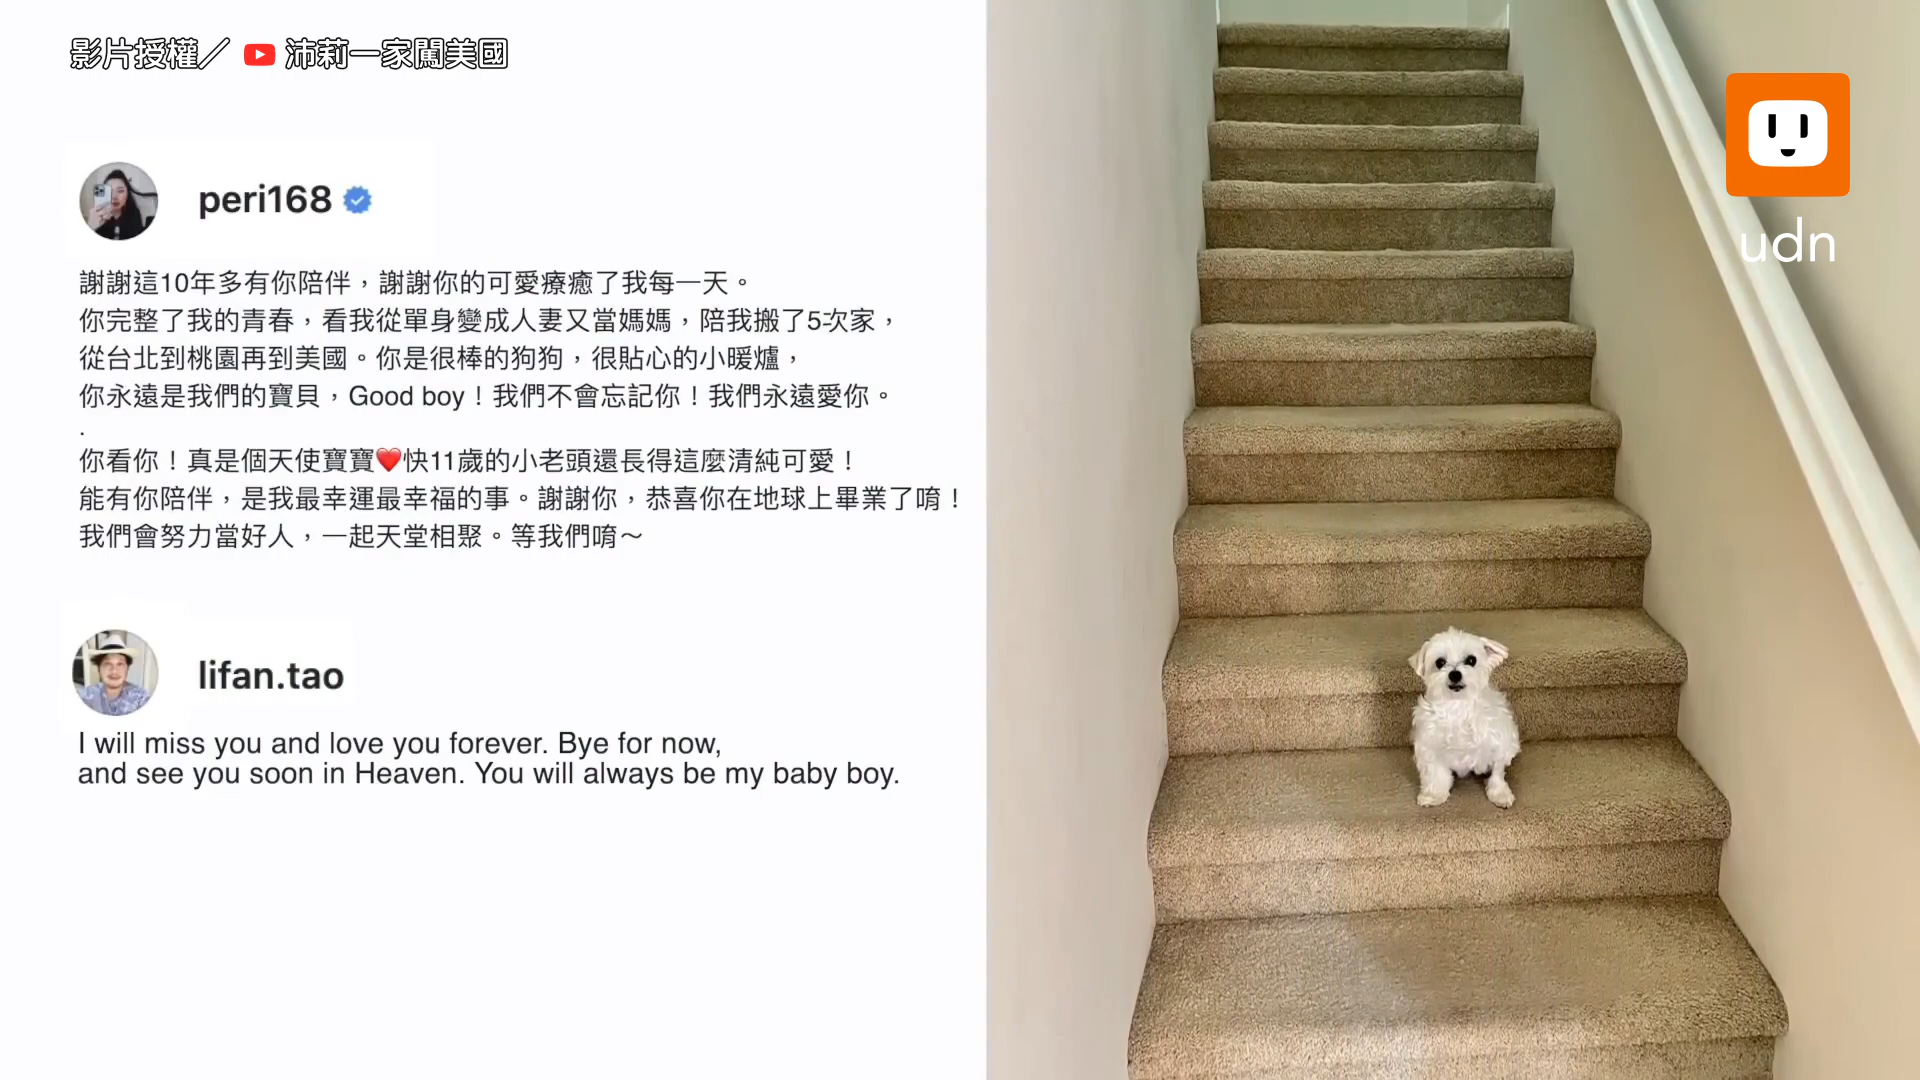 影片授權／ 沛莉一家闖美國
udn
peri168
謝謝這10年多有你陪伴，謝謝你的可愛療癒了我每一天。
你完整了我的青春，看我從單身變成人妻又當媽媽，陪我搬了5次家，
從台北到桃園再到美國。你是很棒的狗狗，很貼心的小暖爐，
你永遠是我們的寶貝，Good boy！我們不會忘記你！我們永遠愛你。
.
你看你！真是個天使寶寶❤️快11歲的小老頭還長得這麼清純可愛！
能有你陪伴，是我最幸運最幸福的事。謝謝你，恭喜你在地球上畢業了唷！
我們會努力當好人，一起天堂相聚。等我們唷～
lifan.tao
I will miss you and love you forever. Bye for now,
and see you soon in Heaven. You will always be my baby boy.